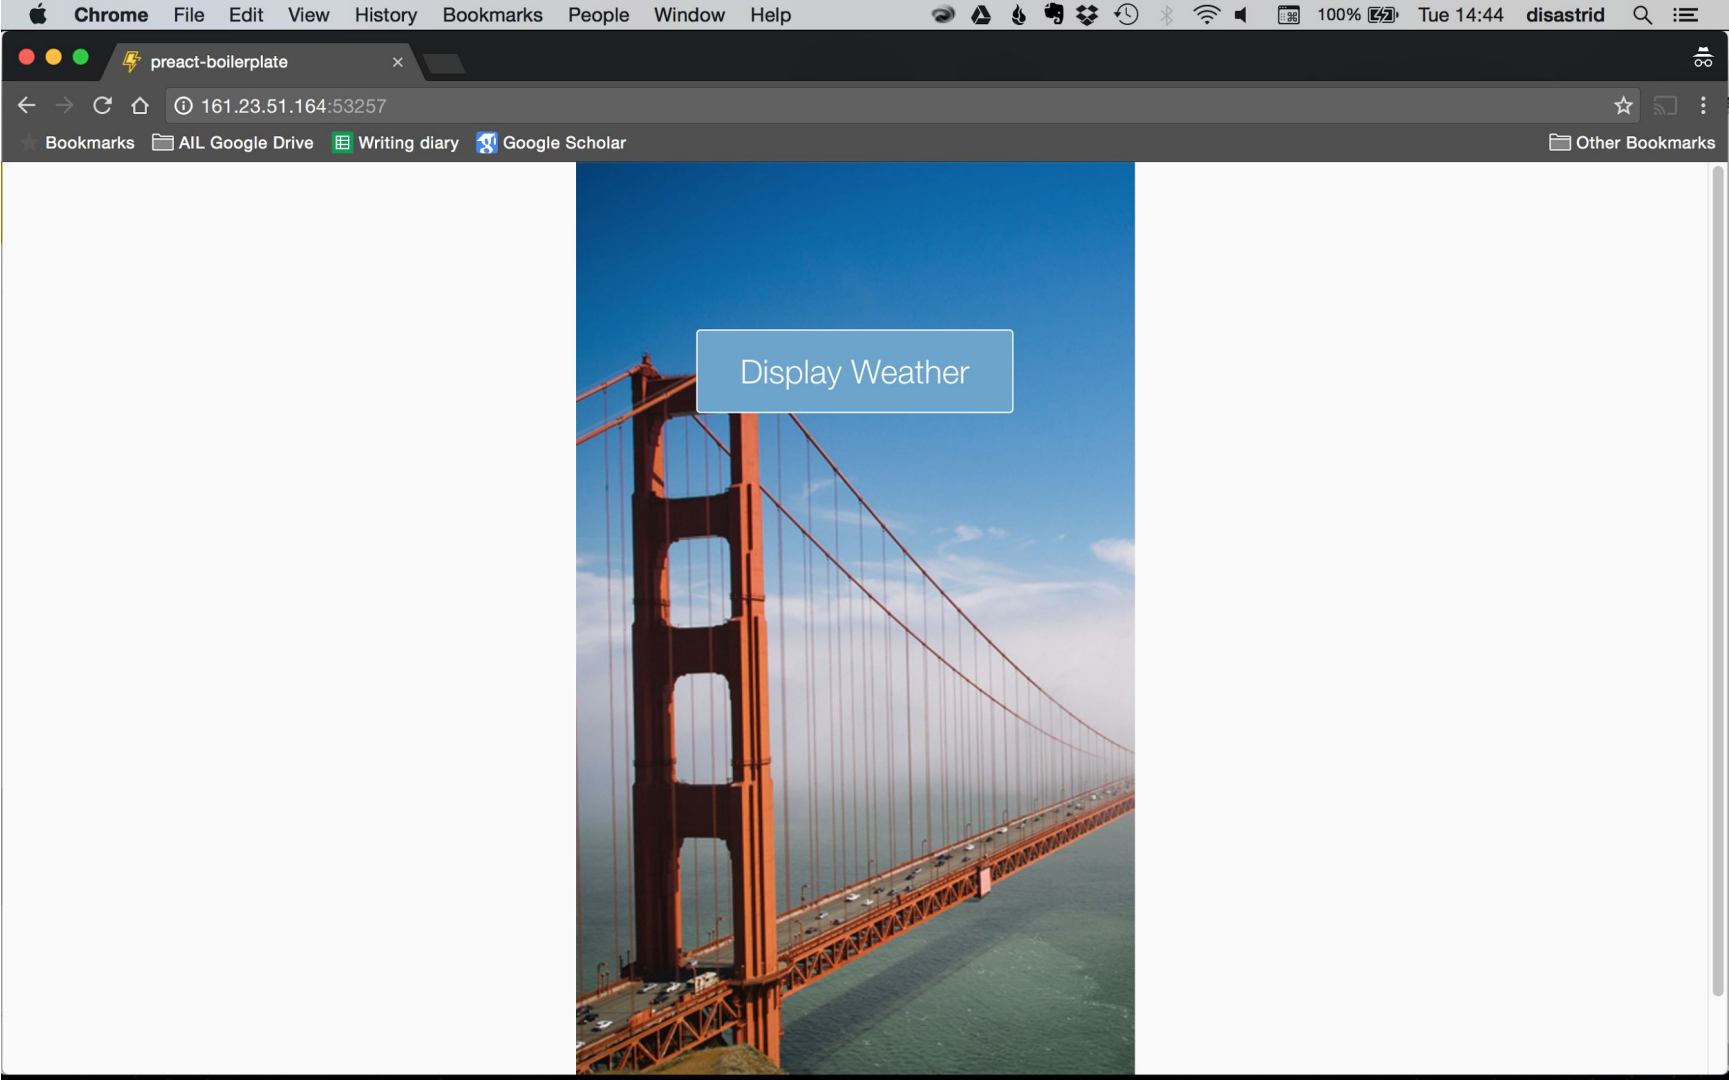 Chrome File Edit View History Bookmarks People Window Help 100% Tue 14:44 disastrid
preact-boilerplate
161.23.51.164:53257
Bookmarks AIL Google Drive Writing diary Google Scholar Other Bookmarks
Display Weather